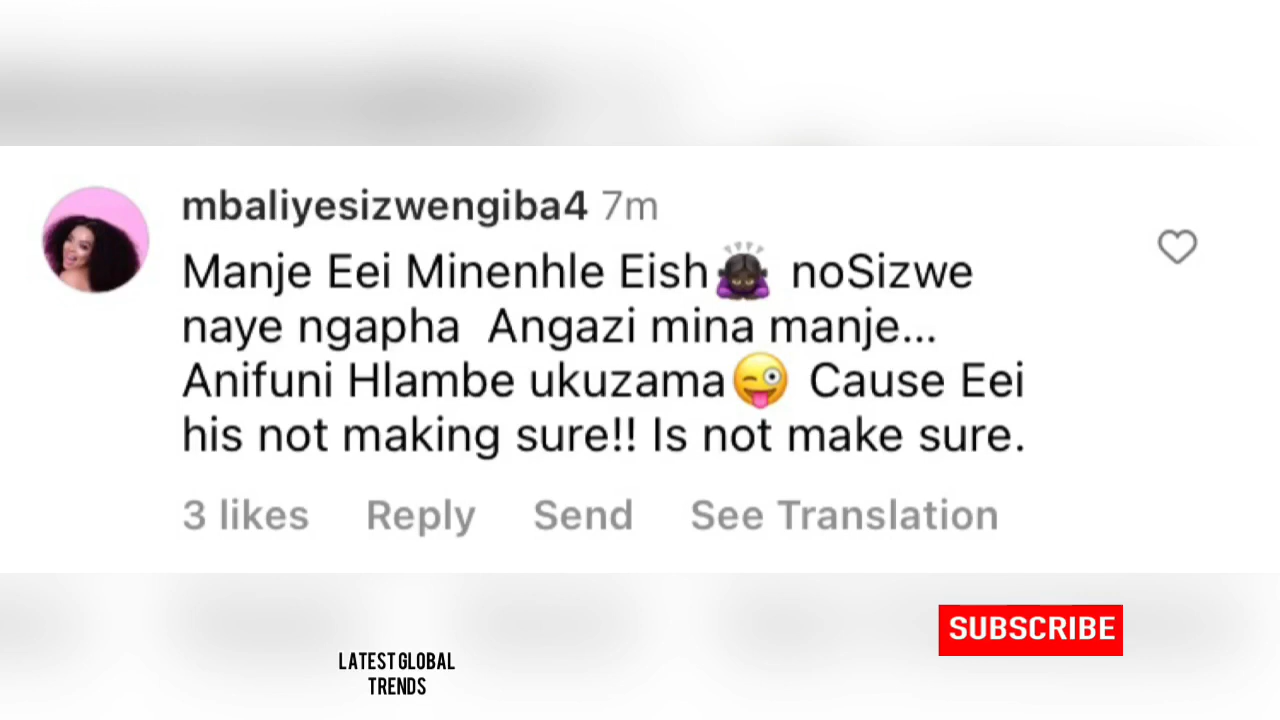 mbaliyesizwengiba4 7m
Manje Eei Minenhle Eish🙇🏿‍♀️ noSizwe
naye ngapha Angazi mina manje...
Anifuni Hlambe ukuzama😜 Cause Eei
his not making sure!! Is not make sure.
3 likes Reply Send See Translation
SUBSCRIBE
LATEST GLOBAL
TRENDS